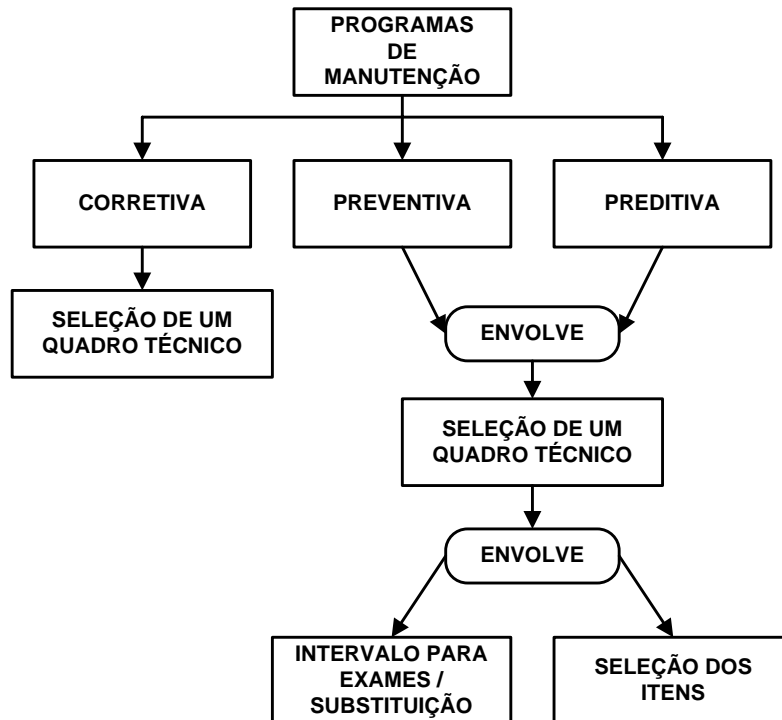 PROGRAMAS
DE
MANUTENÇÃO
CORRETIVA
PREVENTIVA
PREDITIVA
SELEÇÃO DE UM
QUADRO TÉCNICO
ENVOLVE
SELEÇÃO DE UM
QUADRO TÉCNICO
ENVOLVE
INTERVALO PARA
EXAMES /
SUBSTITUIÇÃO
SELEÇÃO DOS
ITENS